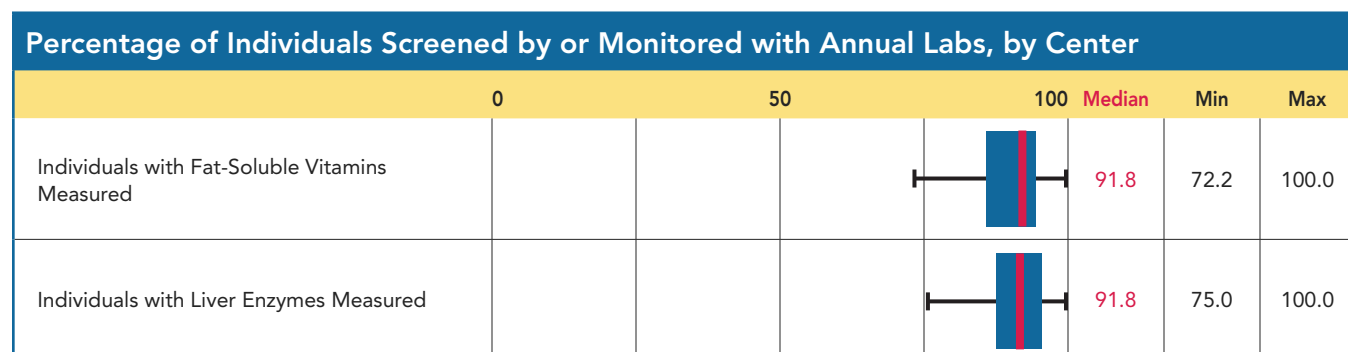 Percentage of Individuals Screened by or Monitored with Annual Labs, by Center
0 50 100 Median Min Max
Individuals with Fat-Soluble Vitamins
Measured
91.8 72.2 100.0
Individuals with Liver Enzymes Measured 91.8 75.0 100.0